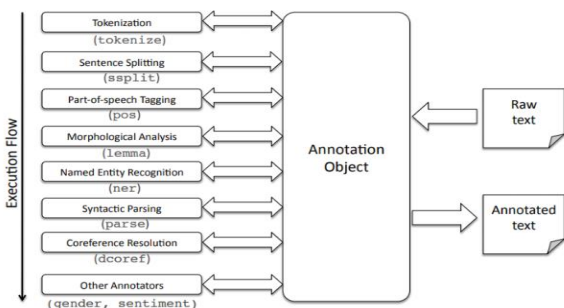 Execution Flow
Tokenization
(tokenize)
Sentence Splitting
(ssplit)
Part-of-speech Tagging
(pos)
Morphological Analysis
(lemma)
Named Entity Recognition
(ner)
Syntactic Parsing
(parse)
Coreference Resolution
(dcoref)
Other Annotators
(gender, sentiment)
Annotation
Object
Raw
text
Annotated
text